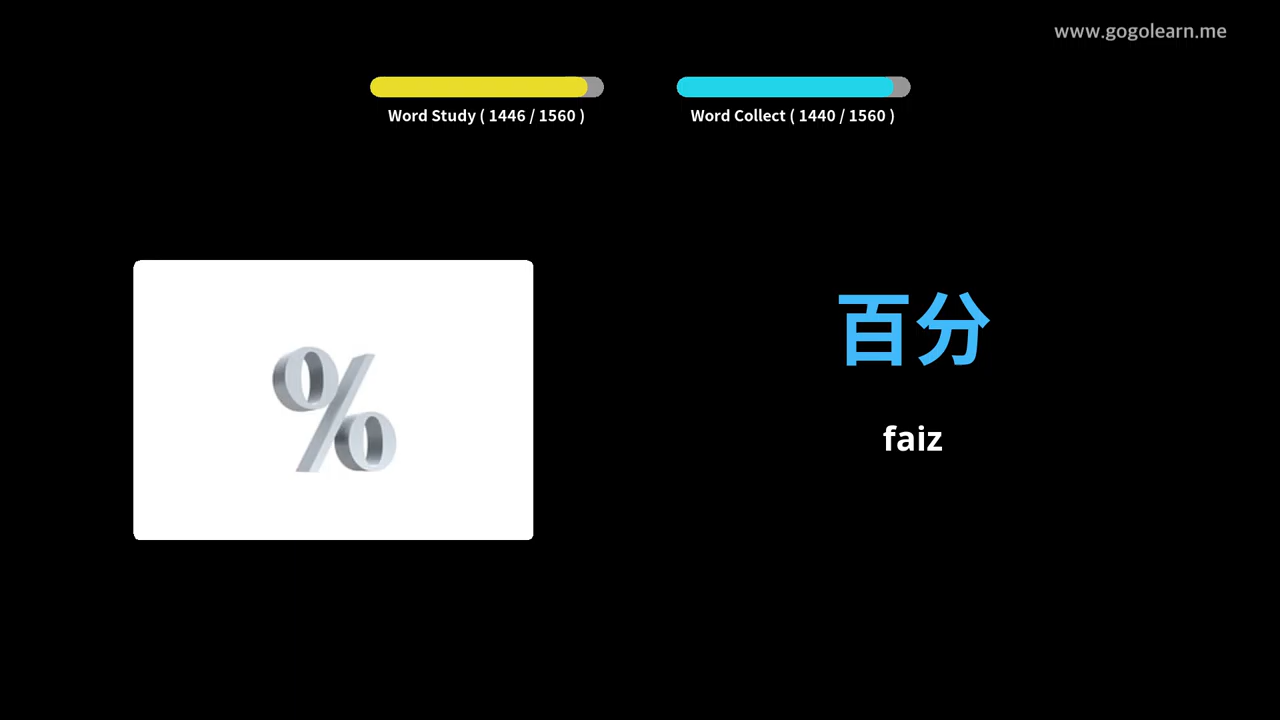 www.gogolearn.me
Word Study ( 1446 / 1560 )
Word Collect ( 1440 / 1560 )
%
百分
faiz